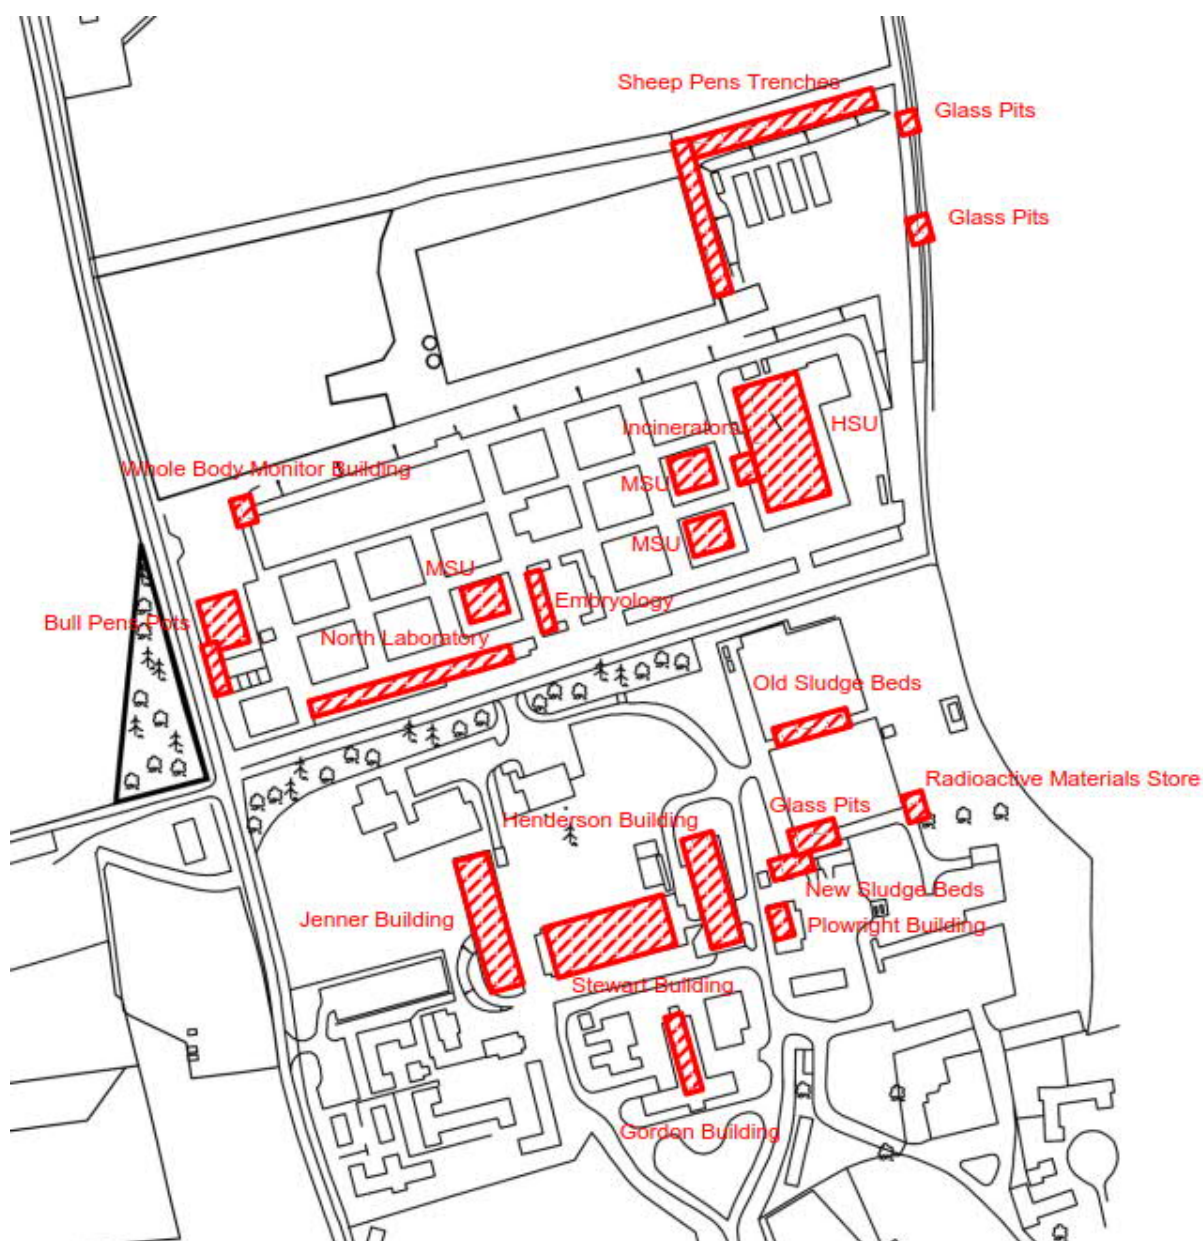 Sheep Pens Trenches
Glass Pits
Glass Pits
Incinerators
HSU
Whole Body Monitor Building
MSU
MSU
MSU
Embryology
Bull Pens Pots
North Laboratory
Old Sludge Beds
Radioactive Materials Store
Glass Pits
Henderson Building
New Sludge Beds
Jenner Building
Plowright Building
Stewart Building
Gordon Building